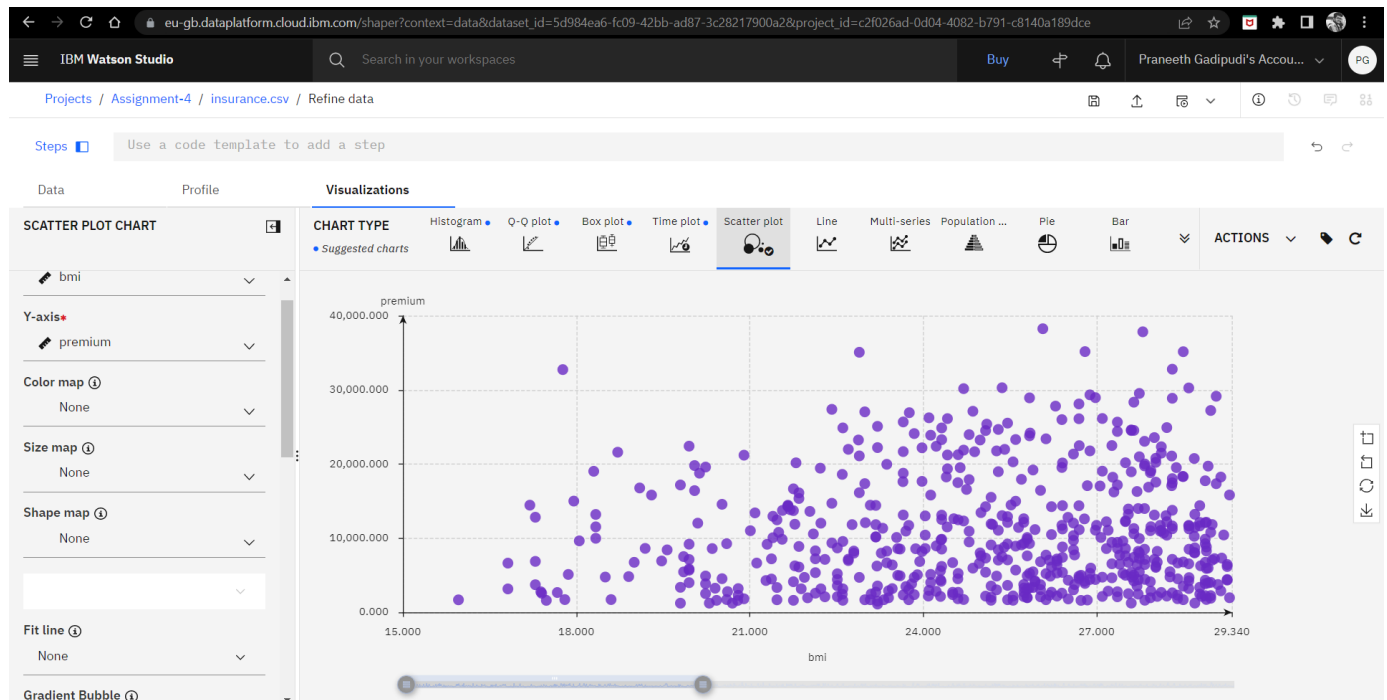 eu-gb.dataplatform.cloud.ibm.com/shaper?context=data&dataset_id=5d984ea6-fc09-42bb-ad87-3c28217900a2&project_id=c2f026ad-0d04-4082-b791-c8140a189dce
IBM Watson Studio
Search in your workspaces
Buy
Praneeth Gadipudi's Accou...
PG
Projects / Assignment-4 / insurance.csv / Refine data
Steps
Use a code template to add a step
Data
Profile
Visualizations
SCATTER PLOT CHART
CHART TYPE
Suggested charts
Histogram
Q-Q plot
Box plot
Time plot
Scatter plot
Line
Multi-series
Population ...
Pie
Bar
ACTIONS
bmi
Y-axis*
premium
Color map
None
Size map
None
Shape map
None
Fit line
None
Gradient Bubble
premium
40,000.000
30,000.000
20,000.000
10,000.000
0.000
15.000 18.000 21.000 24.000 27.000 29.340
bmi